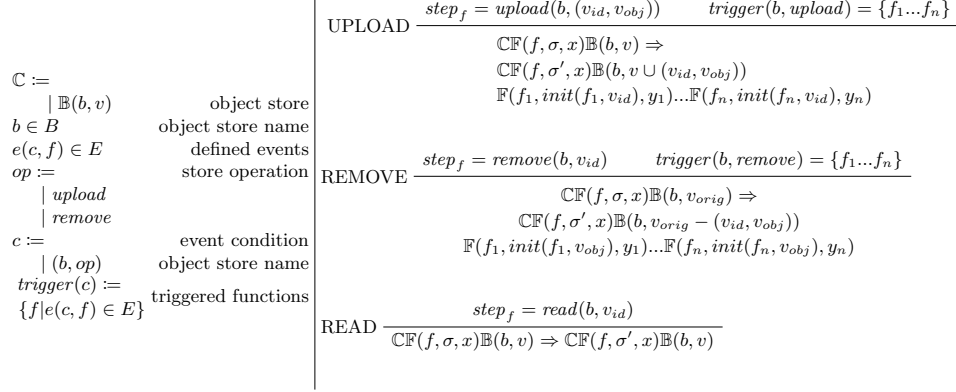 ℂ ≔
| 𝔹(b, v) object store
b ∈ B object store name
e(c, f) ∈ E defined events
op ≔ store operation
| upload
| remove
c ≔ event condition
| (b, op) object store name
trigger(c) ≔
{f|e(c, f) ∈ E} triggered functions
step_f = upload(b, (v_id, v_obj)) trigger(b, upload) = {f_1...f_n}
UPLOAD
ℂ𝔽(f, σ, x)𝔹(b, v) ⇒
ℂ𝔽(f, σ′, x)𝔹(b, v ∪ (v_id, v_obj))
𝔽(f_1, init(f_1, v_id), y_1)...𝔽(f_n, init(f_n, v_id), y_n)
step_f = remove(b, v_id) trigger(b, remove) = {f_1...f_n}
REMOVE
ℂ𝔽(f, σ, x)𝔹(b, v_orig) ⇒
ℂ𝔽(f, σ′, x)𝔹(b, v_orig − (v_id, v_obj))
𝔽(f_1, init(f_1, v_obj), y_1)...𝔽(f_n, init(f_n, v_obj), y_n)
step_f = read(b, v_id)
READ
ℂ𝔽(f, σ, x)𝔹(b, v) ⇒ ℂ𝔽(f, σ′, x)𝔹(b, v)